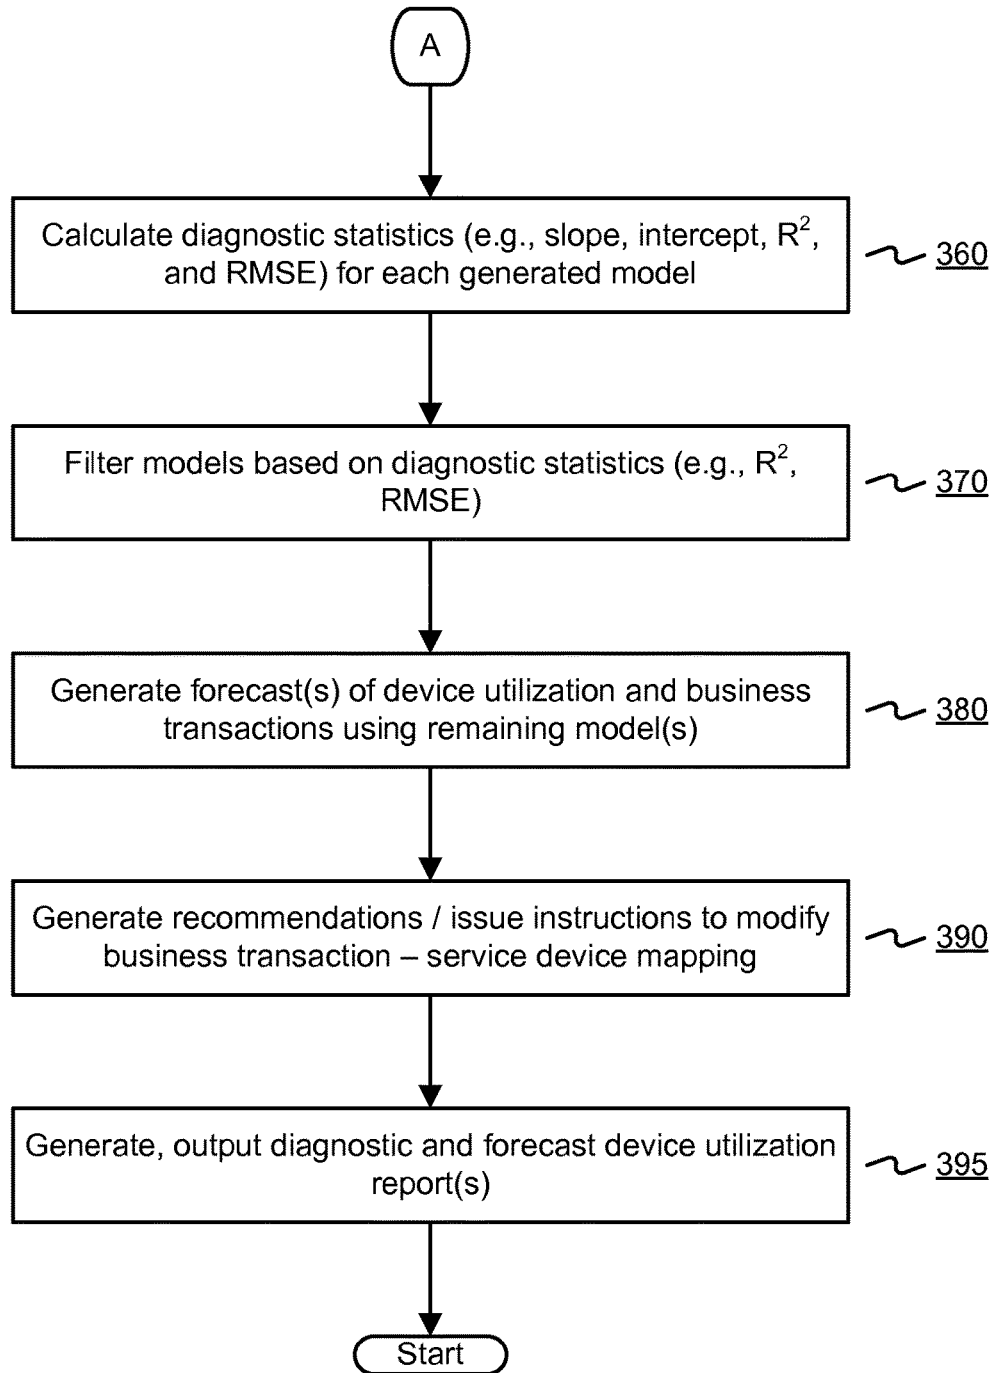 A
Calculate diagnostic statistics (e.g., slope, intercept, R²,
and RMSE) for each generated model
360
Filter models based on diagnostic statistics (e.g., R²,
RMSE)
370
Generate forecast(s) of device utilization and business
transactions using remaining model(s)
380
Generate recommendations / issue instructions to modify
business transaction – service device mapping
390
Generate, output diagnostic and forecast device utilization
report(s)
395
Start